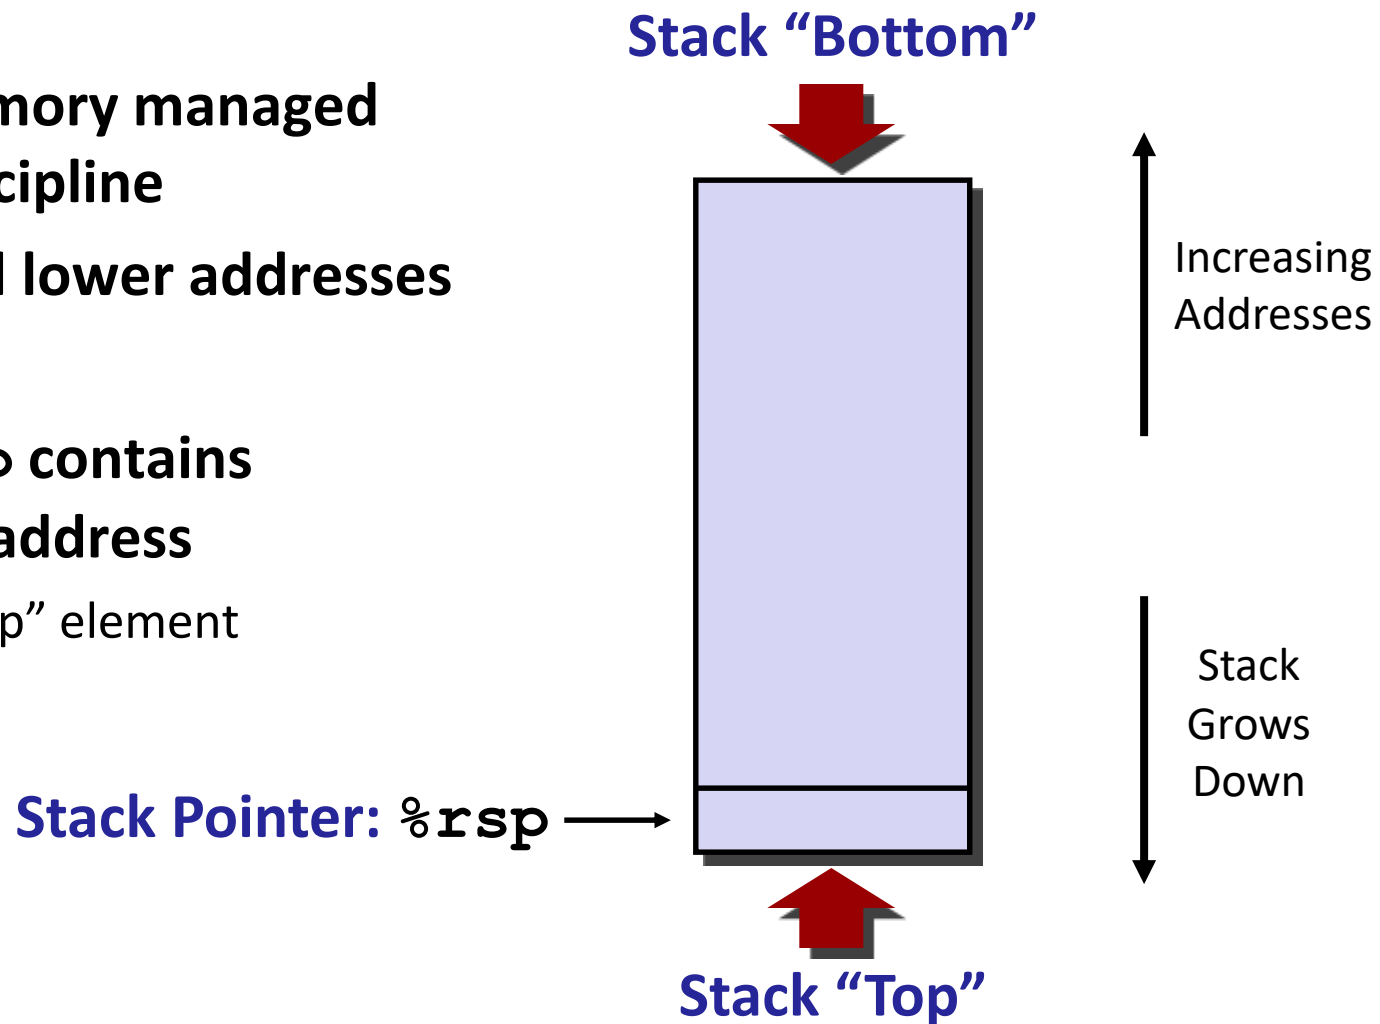 Stack “Bottom”
mory managed
cipline
lower addresses
contains
address
p” element
Stack Pointer: %rsp
Increasing
Addresses
Stack
Grows
Down
Stack “Top”